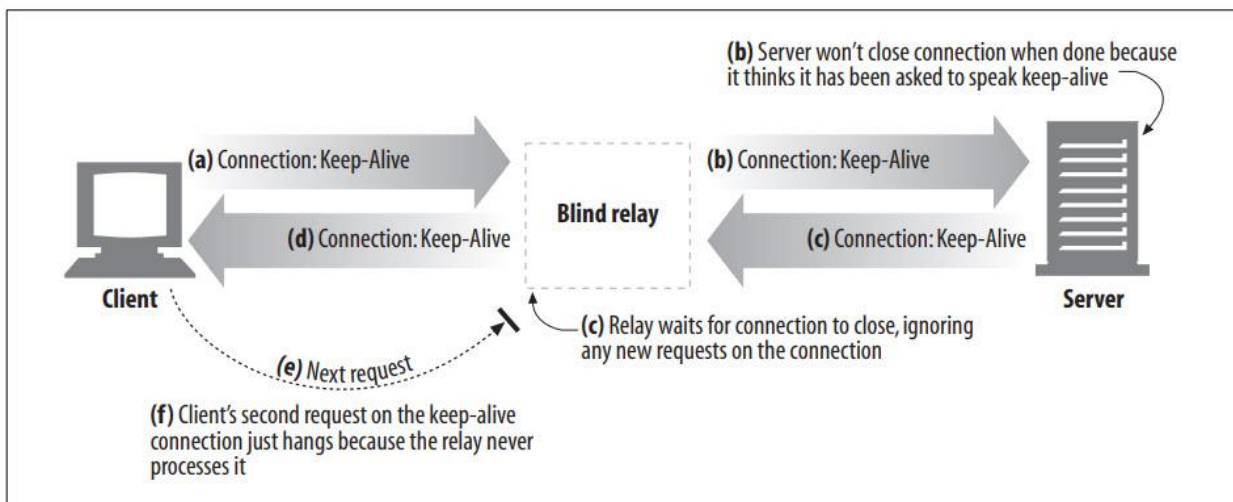 (b) Server won’t close connection when done because
it thinks it has been asked to speak keep-alive
(a) Connection: Keep-Alive
(b) Connection: Keep-Alive
Blind relay
(d) Connection: Keep-Alive
(c) Connection: Keep-Alive
Client
Server
(c) Relay waits for connection to close, ignoring
any new requests on the connection
(e) Next request
(f) Client’s second request on the keep-alive
connection just hangs because the relay never
processes it